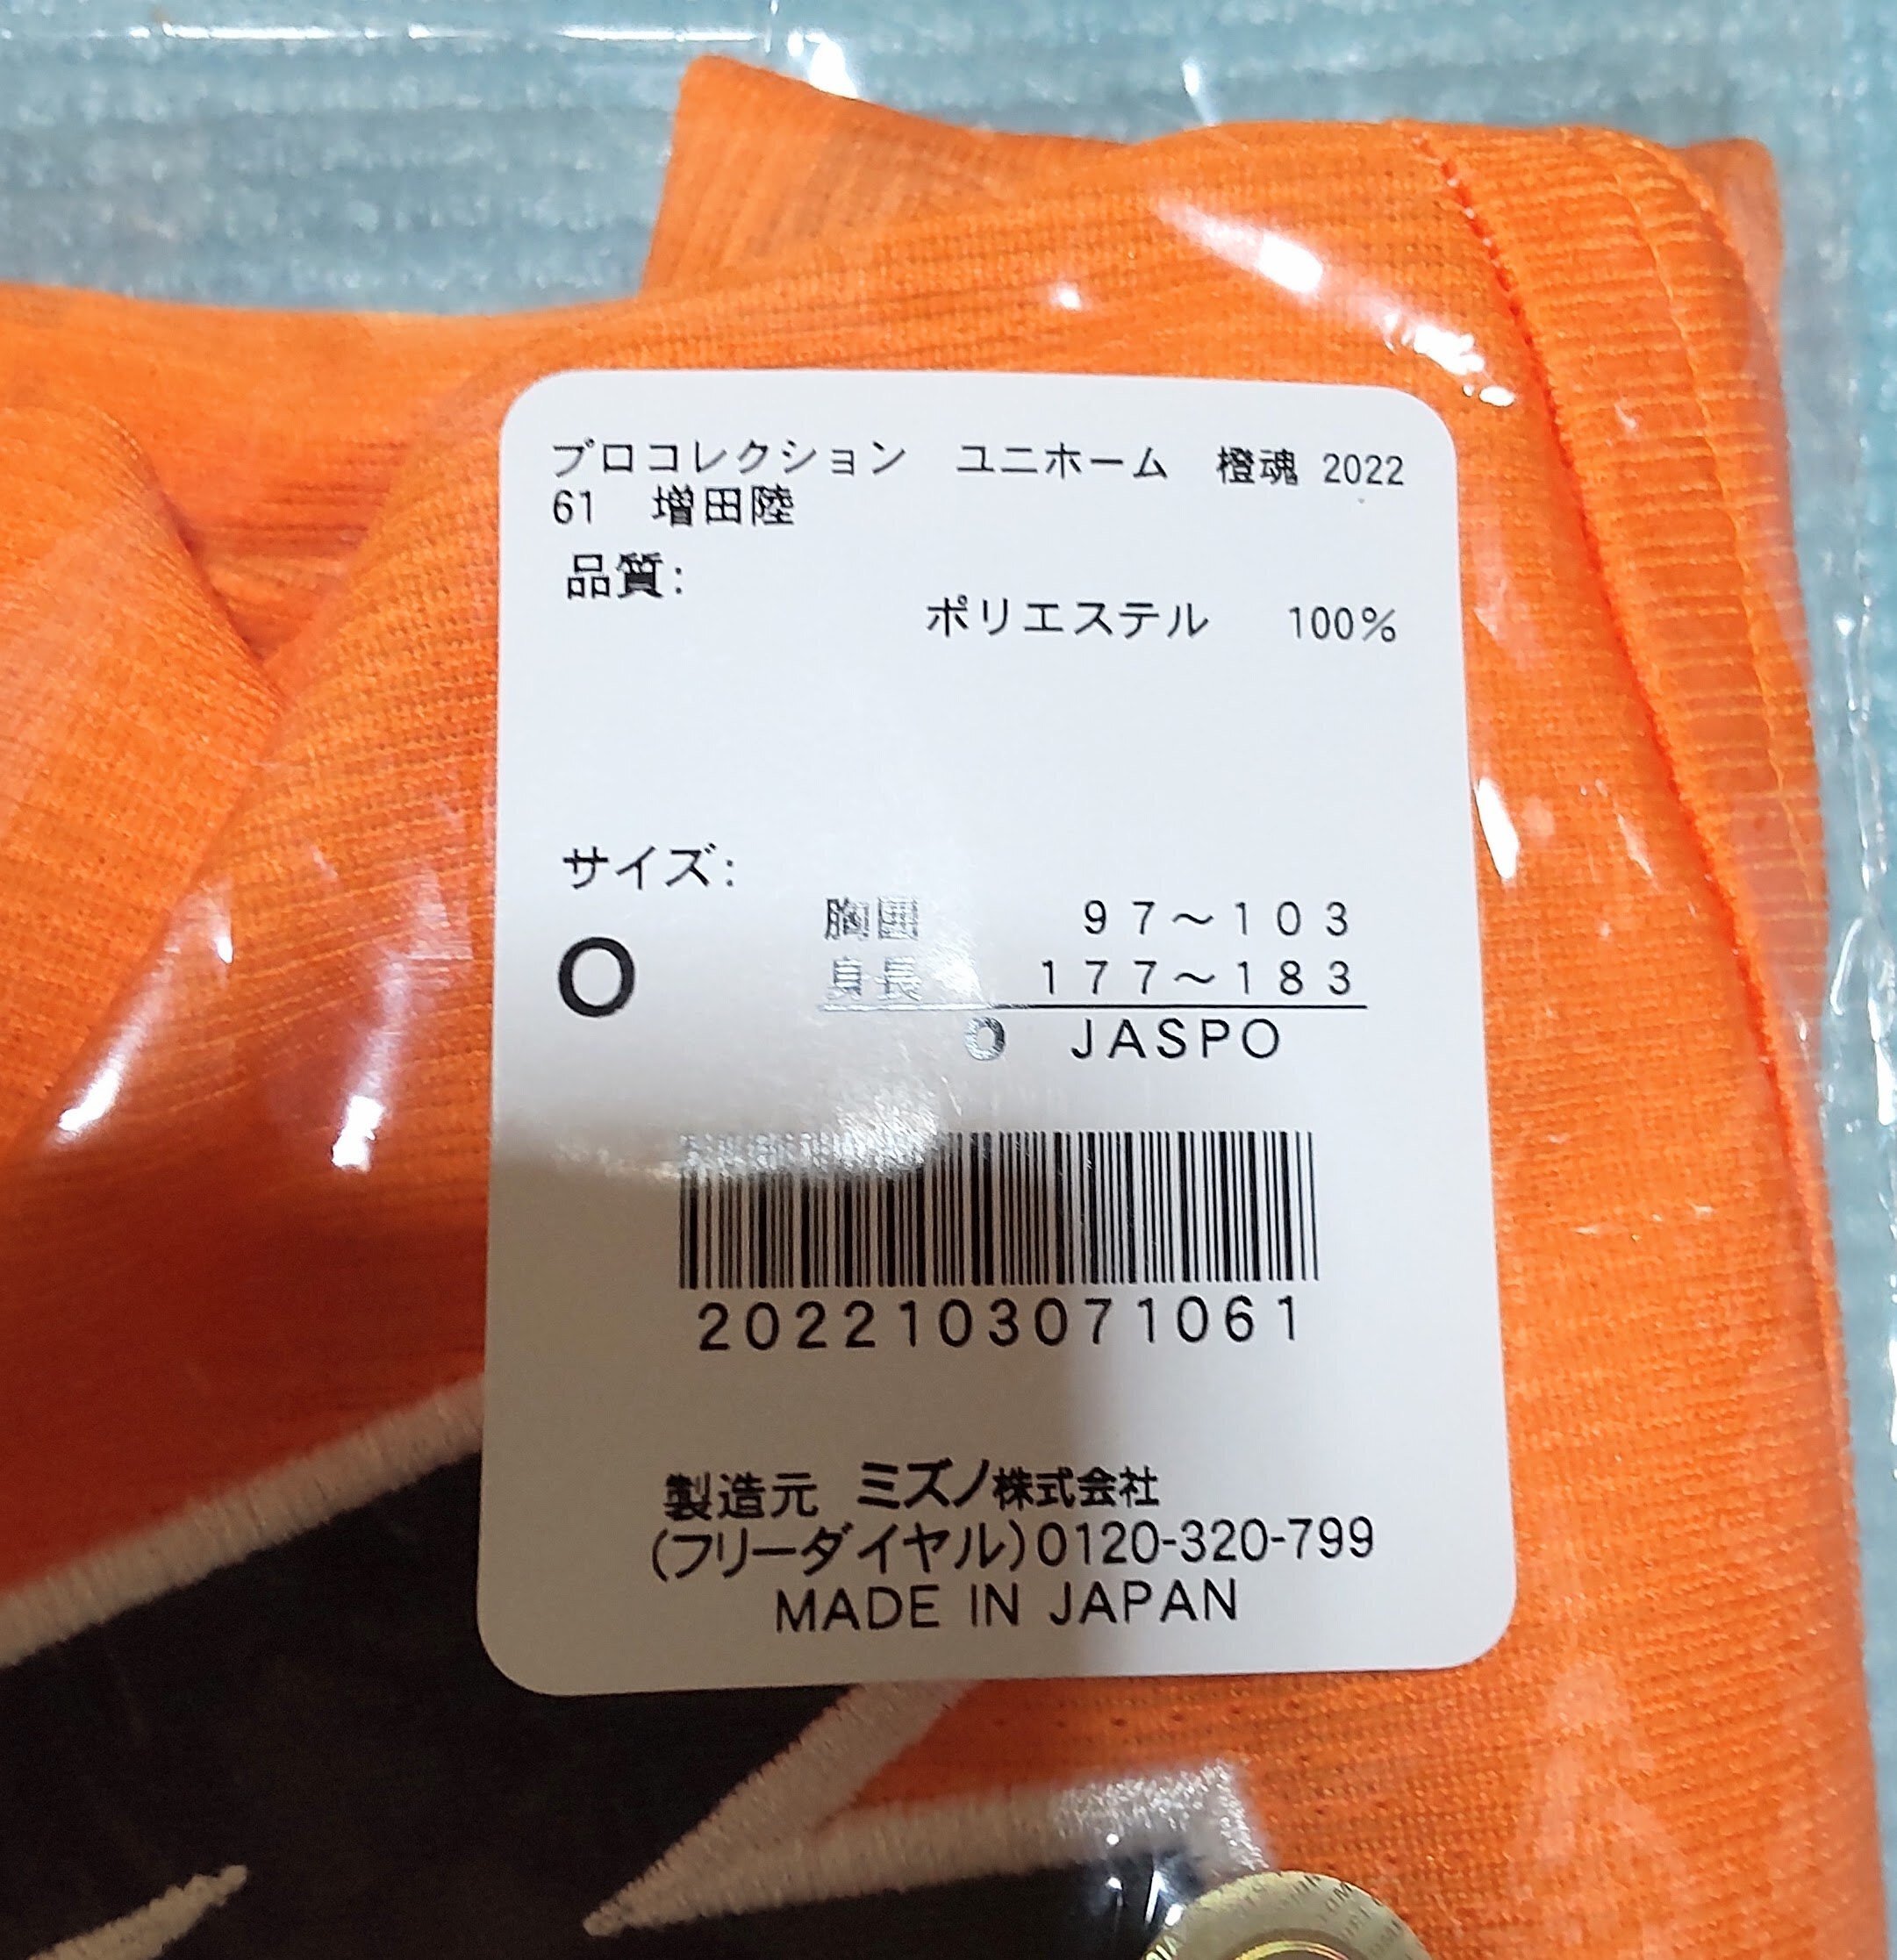 プロコレクション　ユニホーム　橙魂 2022
61　増田陸
品質:
ポリエステル　100%
サイズ:
胸囲　97～103
O
身長　177～183
O JASPO
2022103071061
製造元 ミズノ株式会社
(フリーダイヤル)0120-320-799
MADE IN JAPAN